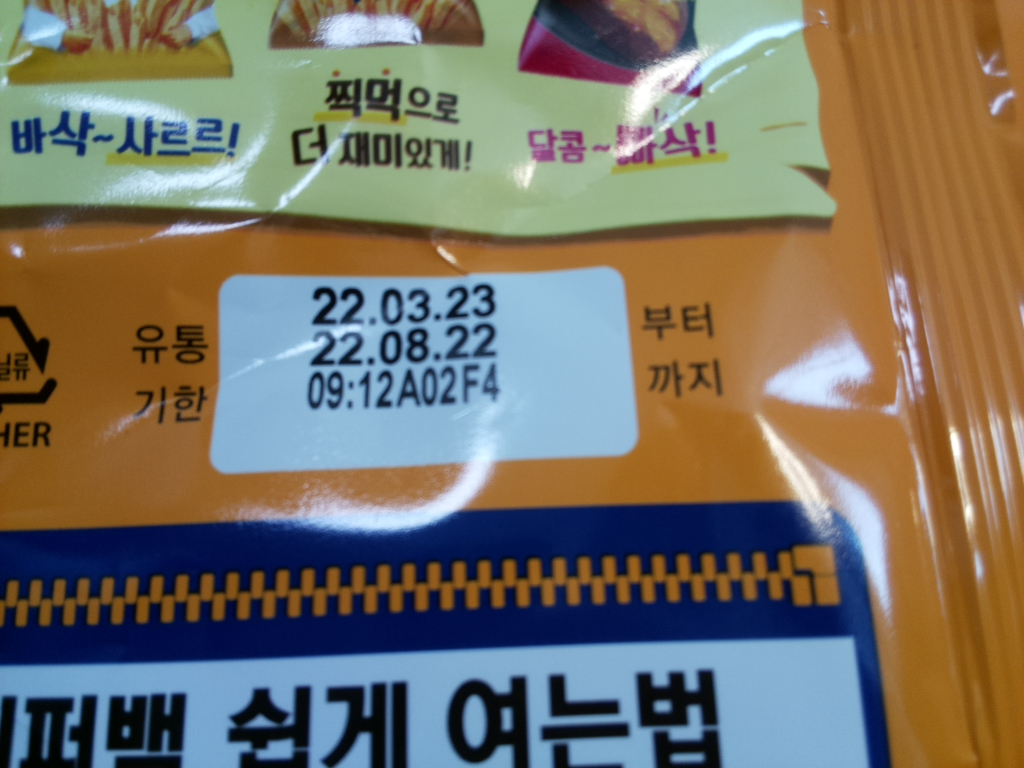 바삭~사르르!
찍먹으로
더 재미있게!
달콤~빠삭!
유통
기한
22.03.23
22.08.22
09:12A02F4
부터
까지
HER
쉽게 여는법